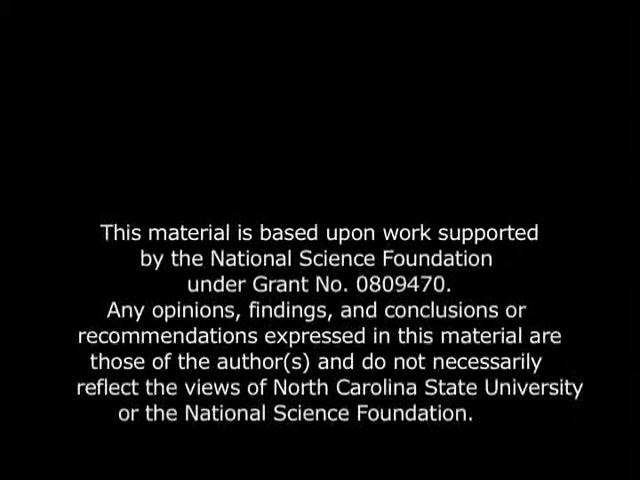 This material is based upon work supported
by the National Science Foundation
under Grant No. 0809470.
Any opinions, findings, and conclusions or
recommendations expressed in this material are
those of the author(s) and do not necessarily
reflect the views of North Carolina State University
or the National Science Foundation.